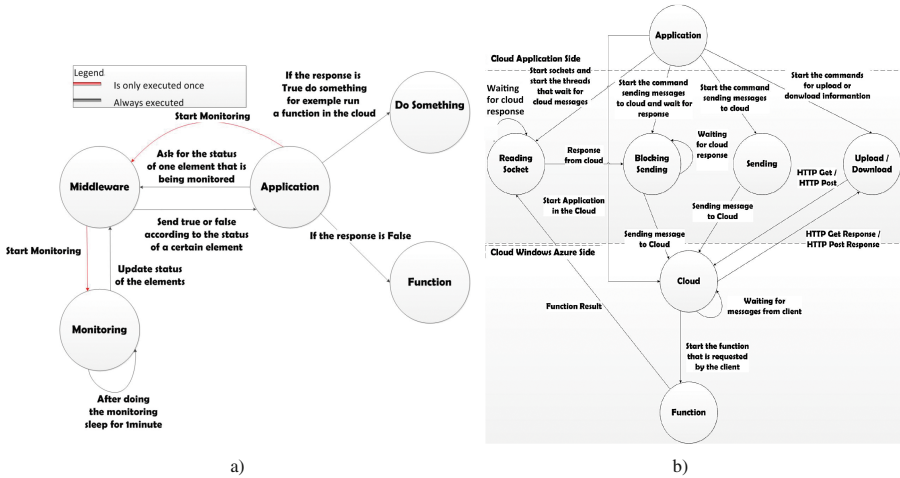 Legend
Is only executed once
Always executed
Start Monitoring
If the response is
True do something
for exemple run
a function in the cloud
Do Something
Ask for the status
of one element that is
being monitored
Middleware
Application
Send true or false
according to the status
of a certain element
If the response is False
Start Monitoring
Update status
of the elements
Function
Monitoring
After doing
the monitoring
sleep for 1minute
a)
Application
Cloud Application Side
Start sockets and
start the threads
that wait for
cloud messages
Start the command
sending messages
to cloud and wait for
response
Start the command
sending messages
to cloud
Start the commands
for upload or
donwload informantion
Waiting
for cloud
response
Waiting
for cloud
response
Reading
Socket
Response
from cloud
Blocking
Sending
Sending
Upload /
Download
HTTP Get /
HTTP Post
Start Application
in the Cloud
Sending message
to Cloud
Sending message
to Cloud
HTTP Get Response /
HTTP Post Response
Cloud Windows Azure Side
Cloud
Function Result
Waiting for
messages from client
Start the function
that is requested
by the client
Function
b)